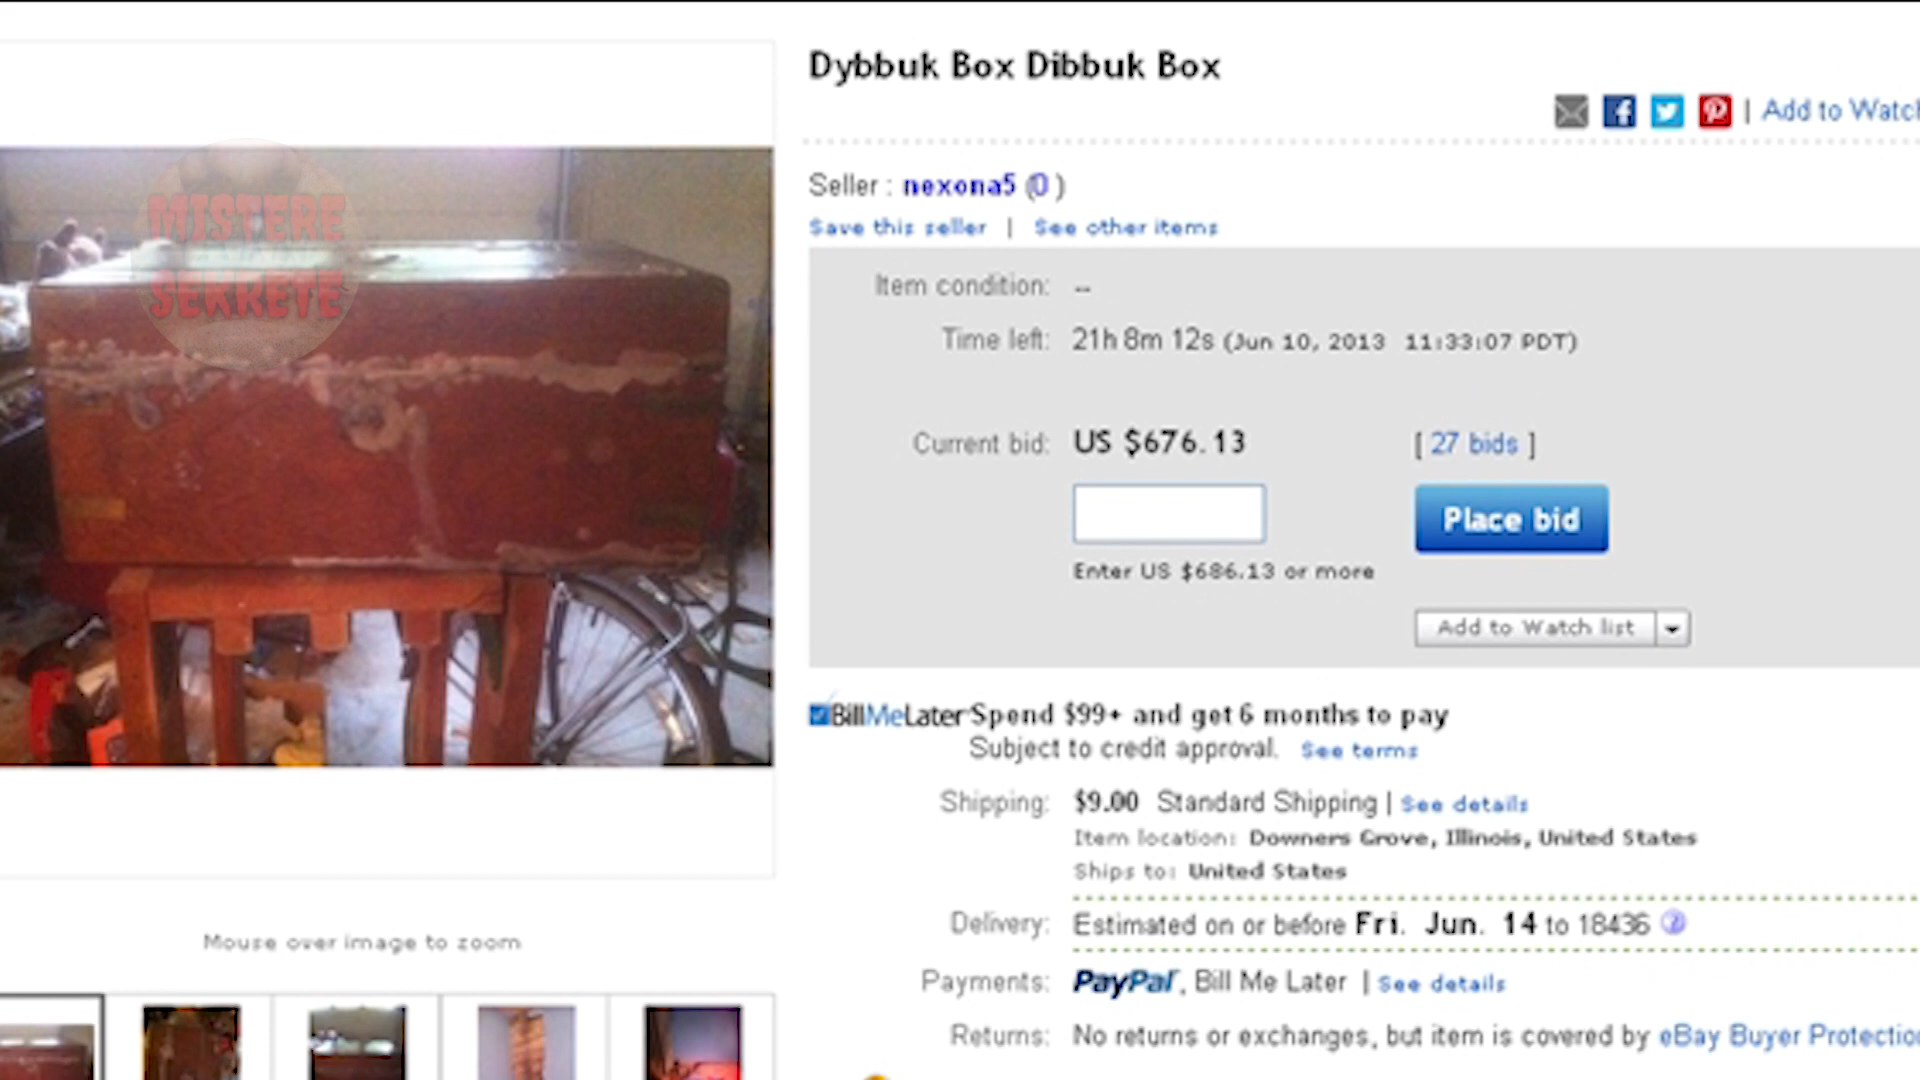 Dybbuk Box Dibbuk Box
| Add to Watch
Seller : nexona5 (0 )
Save this seller | See other items
MISTERE
SEKRETE
Item condition: --
Time left: 21h 8m 12s (Jun 10, 2013 11:33:07 PDT)
Current bid: US $676.13 [ 27 bids ]
Place bid
Enter US $686.13 or more
Add to Watch list
BillMeLater Spend $99+ and get 6 months to pay
Subject to credit approval. See terms
Shipping: $9.00 Standard Shipping | See details
Item location: Downers Grove, Illinois, United States
Ships to: United States
Delivery: Estimated on or before Fri. Jun. 14 to 18436
Mouse over image to zoom
Payments: PayPal, Bill Me Later | See details
Returns: No returns or exchanges, but item is covered by eBay Buyer Protectio